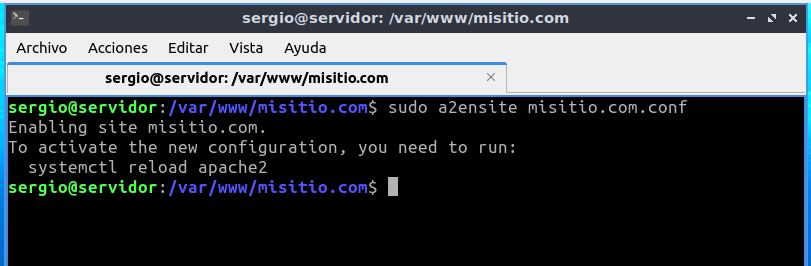 sergio@servidor: /var/www/misitio.com
Archivo Acciones Editar Vista Ayuda
sergio@servidor: /var/www/misitio.com
sergio@servidor:/var/www/misitio.com$ sudo a2ensite misitio.com.conf
Enabling site misitio.com.
To activate the new configuration, you need to run:
  systemctl reload apache2
sergio@servidor:/var/www/misitio.com$